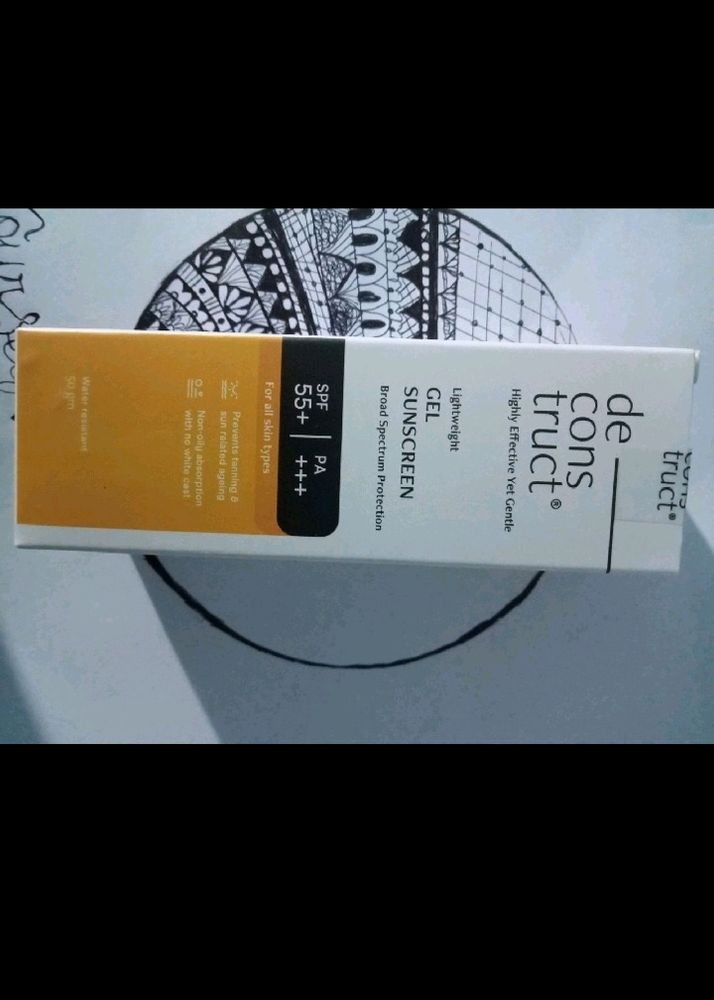 de
cons
truct®
Highly Effective Yet Gentle
Lightweight
GEL
SUNSCREEN
Broad Spectrum Protection
SPF
55+
PA
+++
For all skin types
Prevents tanning &
sun related ageing
Non-oily absorption
with no white cast
Water resistant
50 gm
truct®